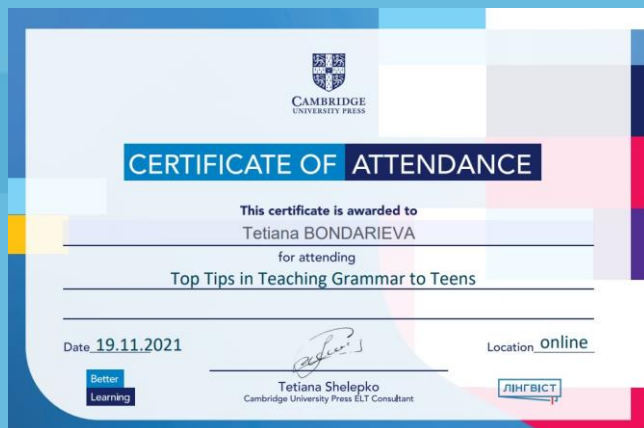 CAMBRIDGE
UNIVERSITY PRESS
CERTIFICATE OF ATTENDANCE
This certificate is awarded to
Tetiana BONDARIEVA
for attending
Top Tips in Teaching Grammar to Teens
Date 19.11.2021
Location online
Better
Learning
Tetiana Shelepko
Cambridge University Press ELT Consultant
ЛІНГВІСТ